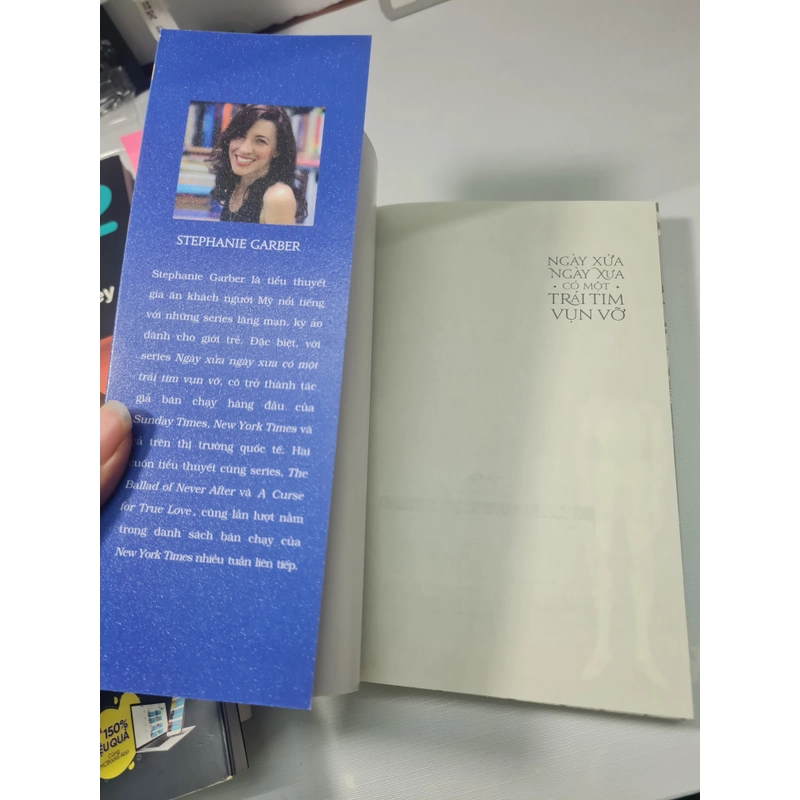 STEPHANIE GARBER
Stephanie Garber là tiểu thuyết
gia ăn khách người Mỹ nổi tiếng
với những series lãng mạn, kỳ ảo
dành cho giới trẻ. Đặc biệt, với
series Ngày xửa ngày xưa có một
trái tim vụn vỡ, cô trở thành tác
giả bán chạy hàng đầu của
Sunday Times, New York Times và
cả trên thị trường quốc tế. Hai
cuốn tiểu thuyết cùng series, The
Ballad of Never After và A Curse
for True Love, cũng lần lượt nằm
trong danh sách bán chạy của
New York Times nhiều tuần liên tiếp.
NGÀY XỬA
NGÀY XƯA
• CÓ MỘT •
TRÁI TIM
VỤN VỠ
2
ey
150%